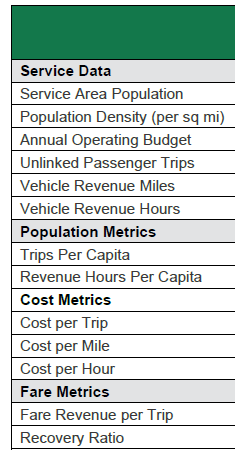 Service Data
Service Area Population
Population Density (per sq mi)
Annual Operating Budget
Unlinked Passenger Trips
Vehicle Revenue Miles
Vehicle Revenue Hours
Population Metrics
Trips Per Capita
Revenue Hours Per Capita
Cost Metrics
Cost per Trip
Cost per Mile
Cost per Hour
Fare Metrics
Fare Revenue per Trip
Recovery Ratio